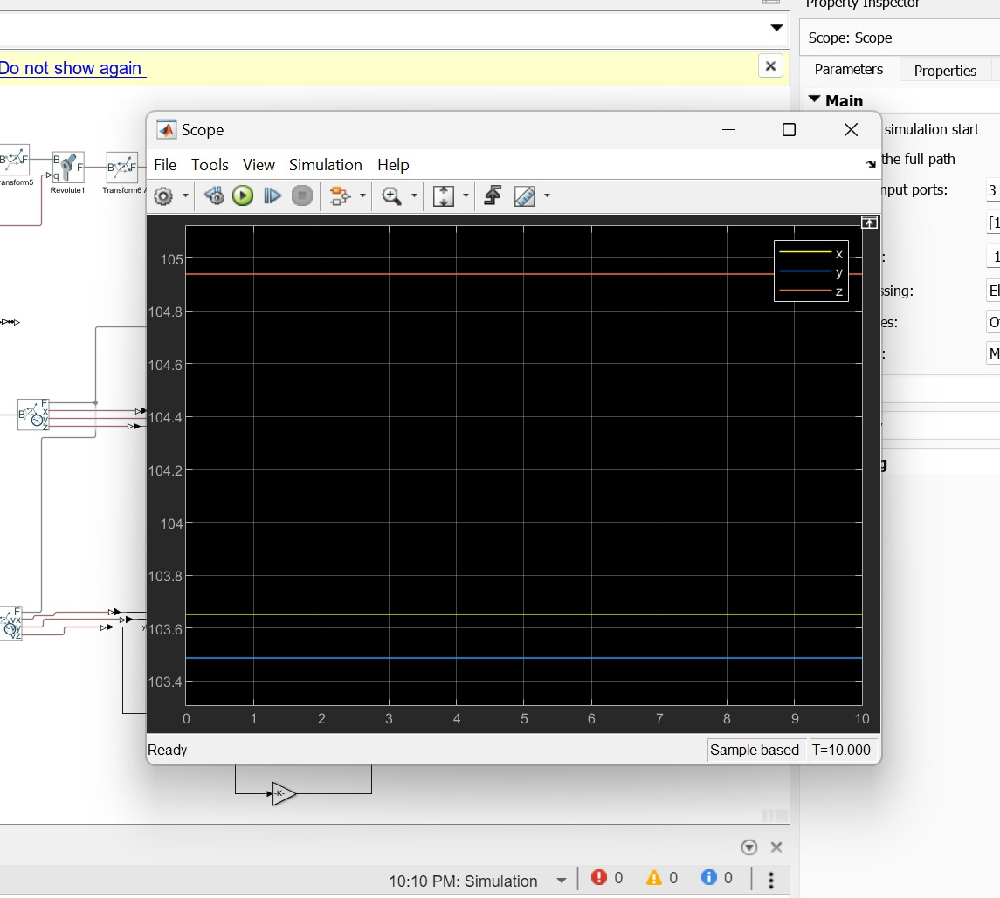 Property Inspector
Scope: Scope
Do not show again
Parameters
Properties
Main
Scope
simulation start
File Tools View Simulation Help
the full path
B F
ransform5
B F
q
Revolute1
B F
Transform6
nput ports:
3
[1
:
-1
ssing:
El
es:
O
:
M
105
104.8
104.6
104.4
104.2
104
103.8
103.6
103.4
x
y
z
0 1 2 3 4 5 6 7 8 9 10
B
F
x
y
z
F
vx
vy
vz
y
g
Ready
Sample based
T=10.000
-K-
10:10 PM: Simulation
0
0
0